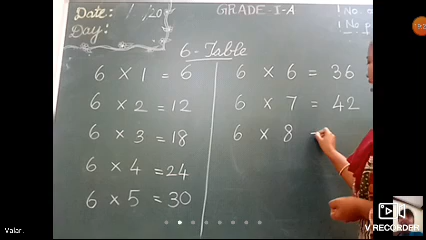 Date: / /20
Day:
GRADE-I-A
6-Table
6 X 1 = 6
6 X 2 = 12
6 X 3 = 18
6 X 4 = 24
6 X 5 = 30
6 X 6 = 36
6 X 7 = 42
6 X 8 =
Valar.
V RECORDER